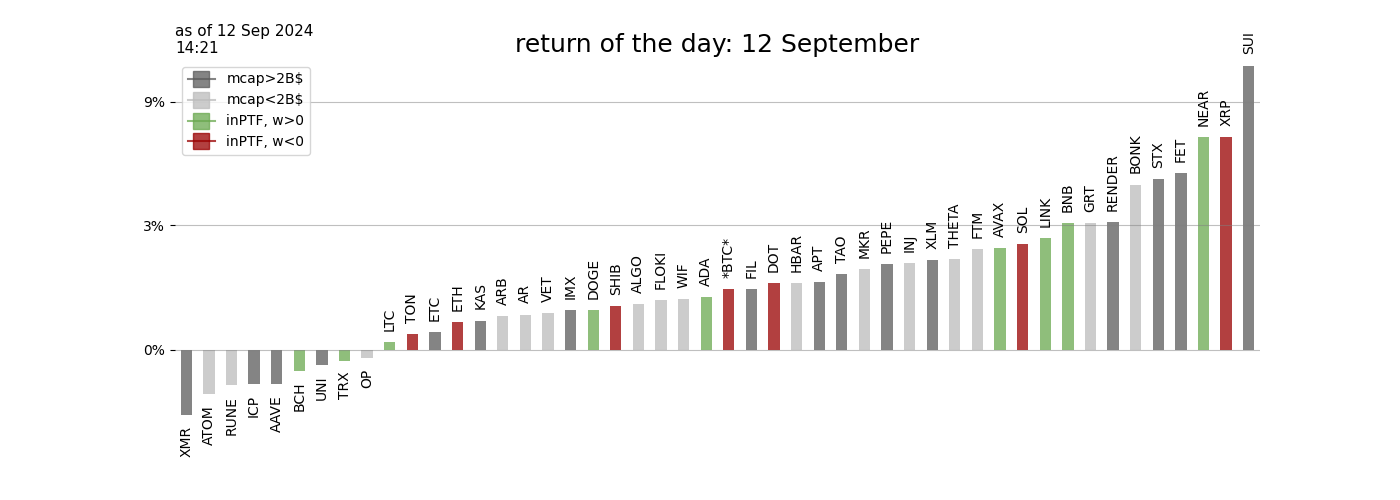 as of 12 Sep 2024
14:21
return of the day: 12 September
mcap>2B$
mcap<2B$
inPTF, w>0
inPTF, w<0
9%
3%
0%
XMR
ATOM
RUNE
ICP
AAVE
BCH
UNI
TRX
OP
LTC
TON
ETC
ETH
KAS
ARB
AR
VET
IMX
DOGE
SHIB
ALGO
FLOKI
WIF
ADA
*BTC*
FIL
DOT
HBAR
APT
TAO
MKR
PEPE
INJ
XLM
THETA
FTM
AVAX
SOL
LINK
BNB
GRT
RENDER
BONK
STX
FET
NEAR
XRP
SUI